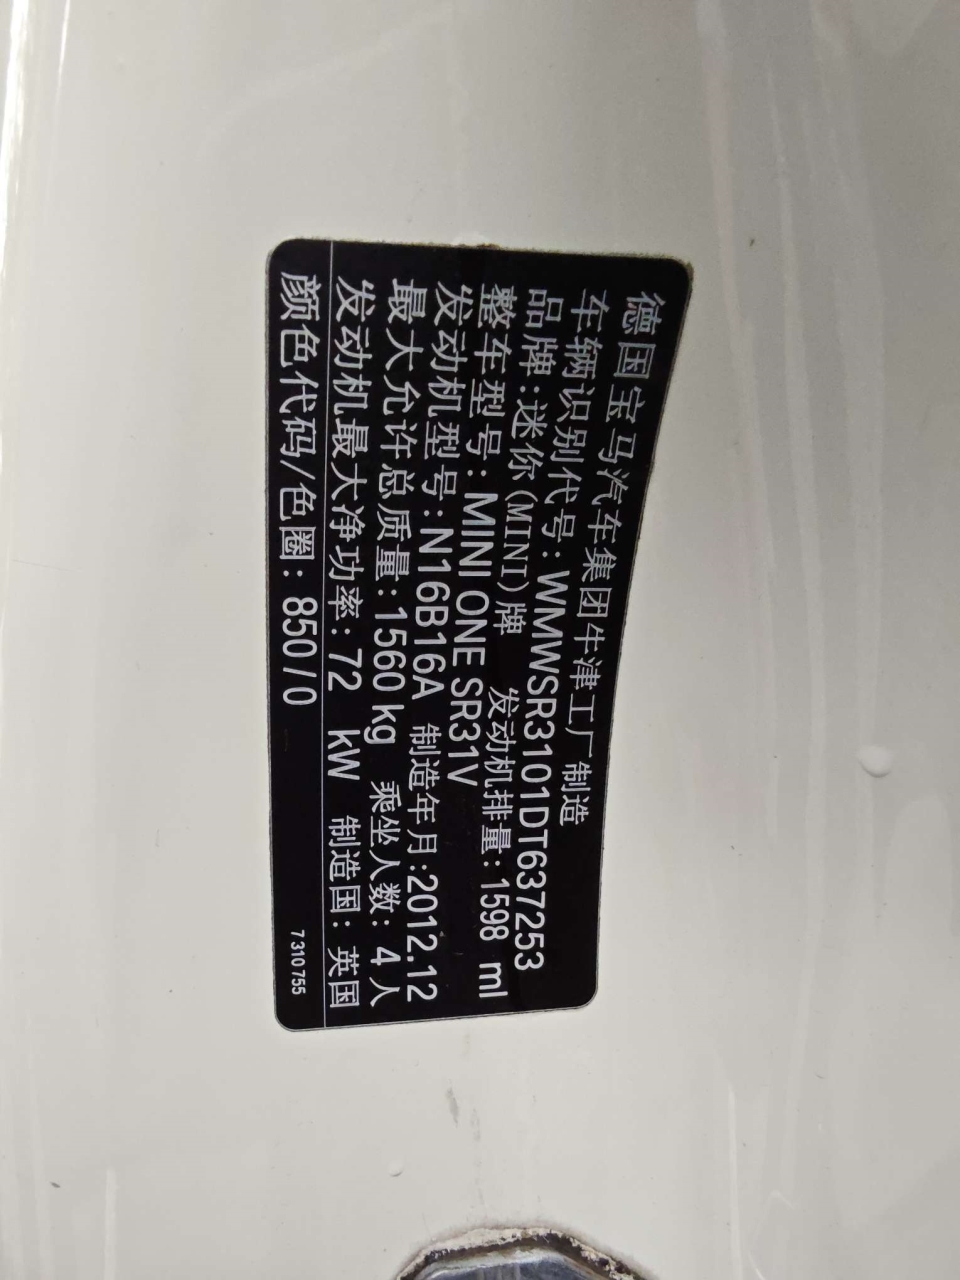 德国宝马汽车集团牛津工厂制造
车辆识别代号: WMWSR3101DT637253
品牌:迷你(MINI)牌 发动机排量: 1598 ml
整车型号: MINI ONE SR31V
发动机型号: N16B16A 制造年月:2012.12
最大允许总质量: 1560 kg 乘坐人数: 4人
发动机最大净功率: 72 kW 制造国: 英国
颜色代码/色圈: 850/0 7310755